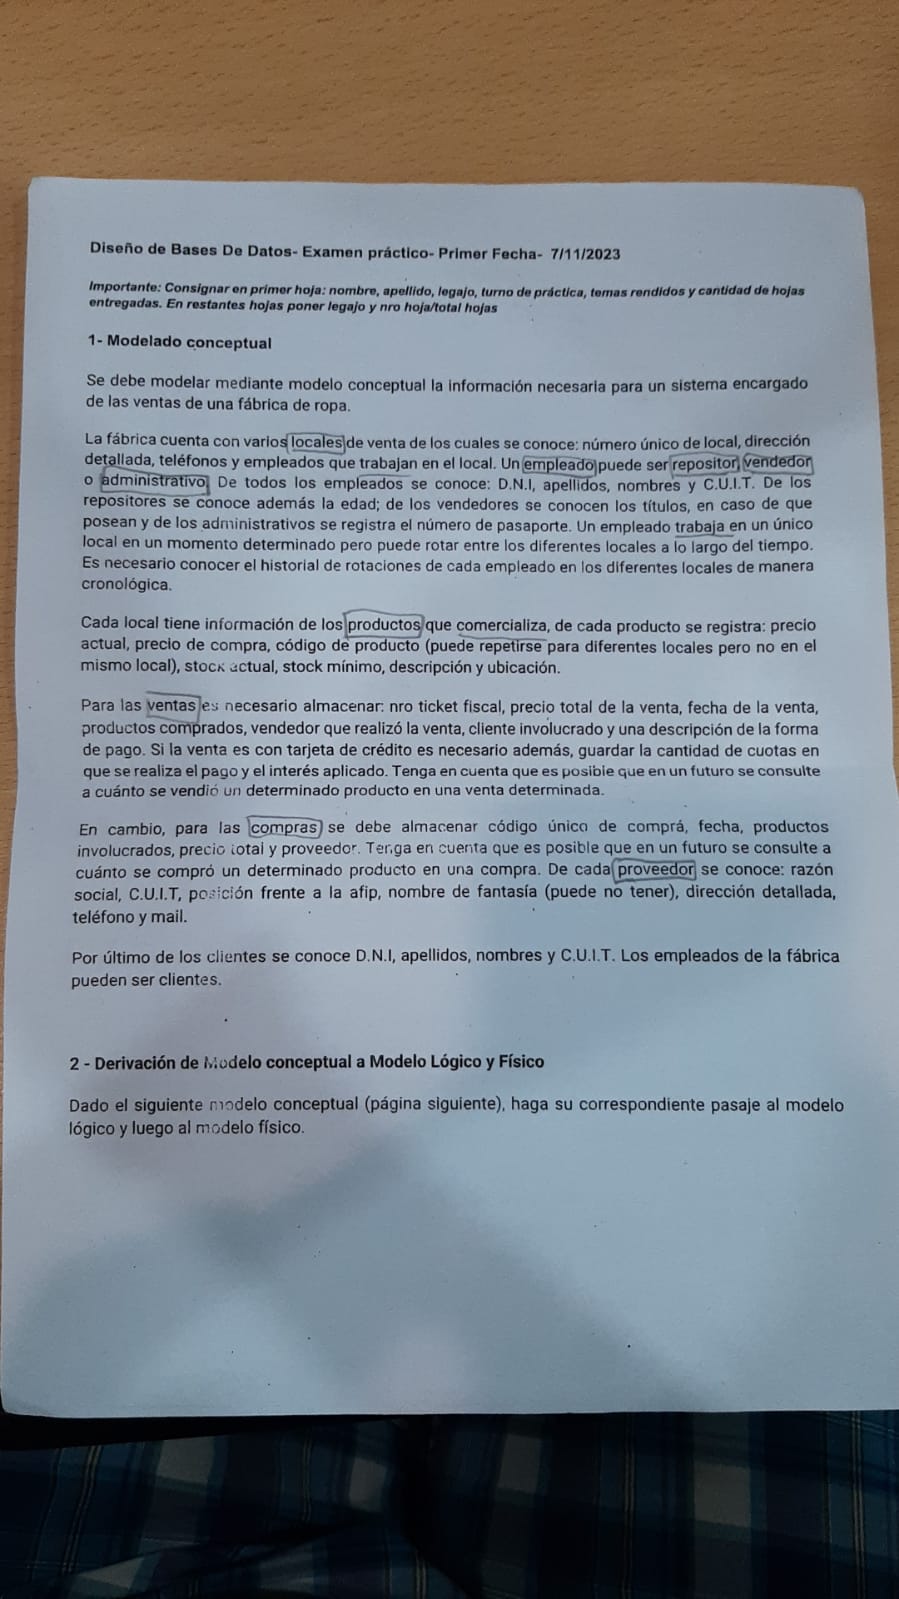 Diseño de Bases De Datos- Examen práctico- Primer Fecha- 7/11/2023
Importante: Consignar en primer hoja: nombre, apellido, legajo, turno de práctica, temas rendidos y cantidad de hojas
entregadas. En restantes hojas poner legajo y nro hoja/total hojas
1- Modelado conceptual
Se debe modelar mediante modelo conceptual la información necesaria para un sistema encargado
de las ventas de una fábrica de ropa.
La fábrica cuenta con varios locales de venta de los cuales se conoce: número único de local, dirección
detallada, teléfonos y empleados que trabajan en el local. Un empleado puede ser repositor, vendedor
o administrativo. De todos los empleados se conoce: D.N.I, apellidos, nombres y C.U.I.T. De los
repositores se conoce además la edad; de los vendedores se conocen los títulos, en caso de que
posean y de los administrativos se registra el número de pasaporte. Un empleado trabaja en un único
local en un momento determinado pero puede rotar entre los diferentes locales a lo largo del tiempo.
Es necesario conocer el historial de rotaciones de cada empleado en los diferentes locales de manera
cronológica.
Cada local tiene información de los productos que comercializa, de cada producto se registra: precio
actual, precio de compra, código de producto (puede repetirse para diferentes locales pero no en el
mismo local), stock actual, stock mínimo, descripción y ubicación.
Para las ventas es necesario almacenar: nro ticket fiscal, precio total de la venta, fecha de la venta,
productos comprados, vendedor que realizó la venta, cliente involucrado y una descripción de la forma
de pago. Si la venta es con tarjeta de crédito es necesario además, guardar la cantidad de cuotas en
que se realiza el pago y el interés aplicado. Tenga en cuenta que es posible que en un futuro se consulte
a cuánto se vendió un determinado producto en una venta determinada.
En cambio, para las compras se debe almacenar código único de comprá, fecha, productos
involucrados, precio total y proveedor. Tenga en cuenta que es posible que en un futuro se consulte a
cuánto se compró un determinado producto en una compra. De cada proveedor se conoce: razón
social, C.U.I.T, posición frente a la afip, nombre de fantasía (puede no tener), dirección detallada,
teléfono y mail.
Por último de los clientes se conoce D.N.I, apellidos, nombres y C.U.I.T. Los empleados de la fábrica
pueden ser clientes.
2 - Derivación de Modelo conceptual a Modelo Lógico y Físico
Dado el siguiente modelo conceptual (página siguiente), haga su correspondiente pasaje al modelo
lógico y luego al modelo físico.